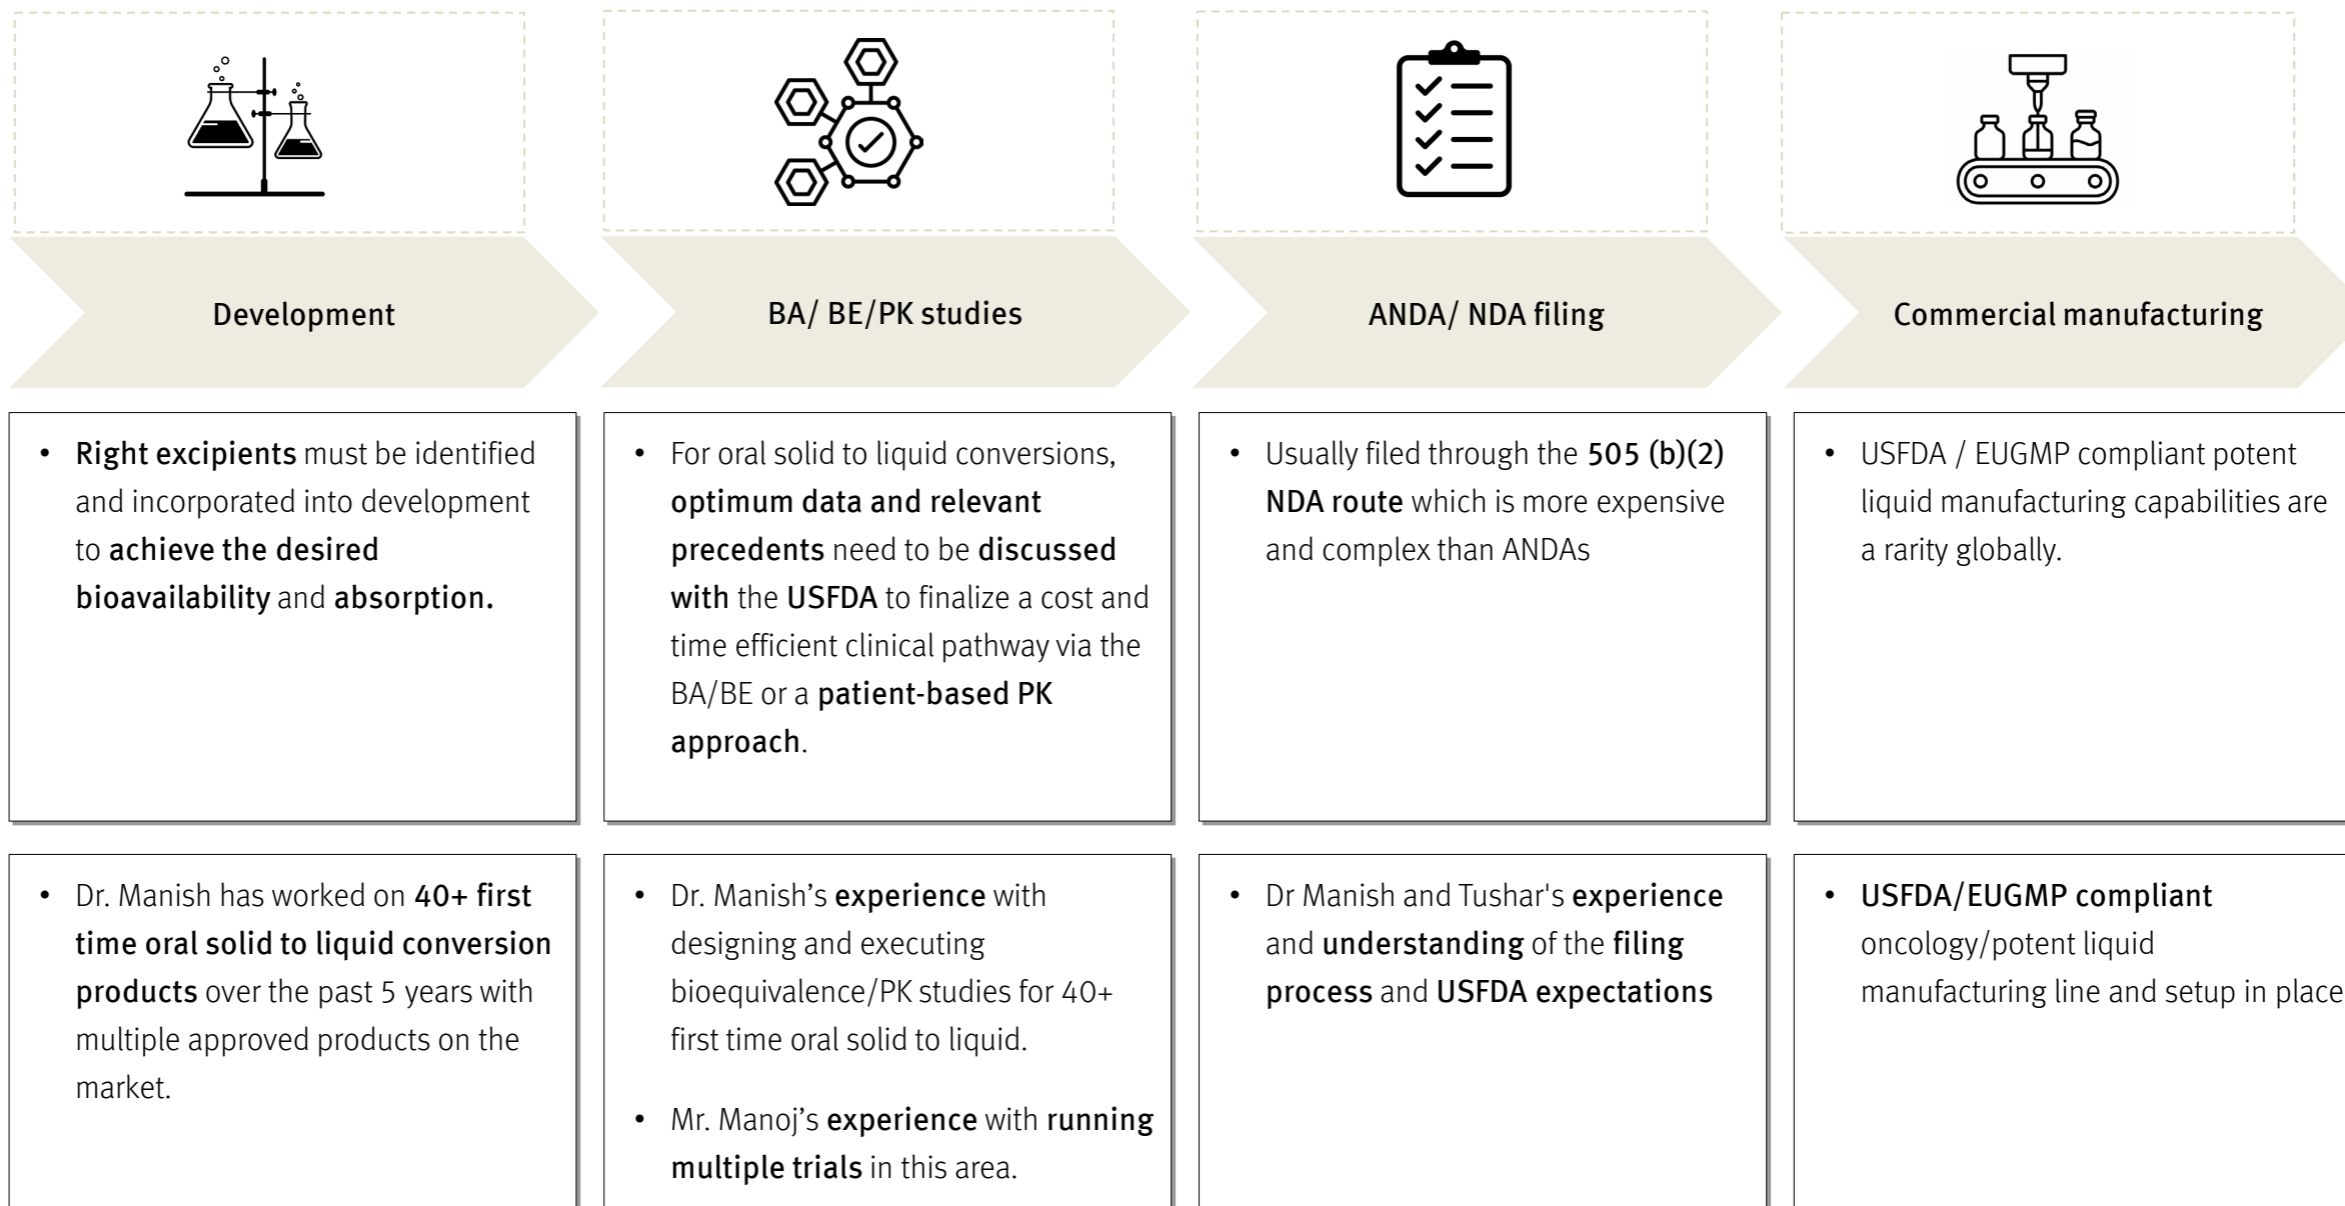 Development
BA/ BE/PK studies
ANDA/ NDA filing
Commercial manufacturing
• Right excipients must be identified
and incorporated into development
to achieve the desired
bioavailability and absorption.
• For oral solid to liquid conversions,
optimum data and relevant
precedents need to be discussed
with the USFDA to finalize a cost and
time efficient clinical pathway via the
BA/BE or a patient-based PK
approach.
• Usually filed through the 505 (b)(2)
NDA route which is more expensive
and complex than ANDAs
• USFDA / EUGMP compliant potent
liquid manufacturing capabilities are
a rarity globally.
• Dr. Manish has worked on 40+ first
time oral solid to liquid conversion
products over the past 5 years with
multiple approved products on the
market.
• Dr. Manish’s experience with
designing and executing
bioequivalence/PK studies for 40+
first time oral solid to liquid.
• Mr. Manoj’s experience with running
multiple trials in this area.
• Dr Manish and Tushar's experience
and understanding of the filing
process and USFDA expectations
• USFDA/EUGMP compliant
oncology/potent liquid
manufacturing line and setup in place